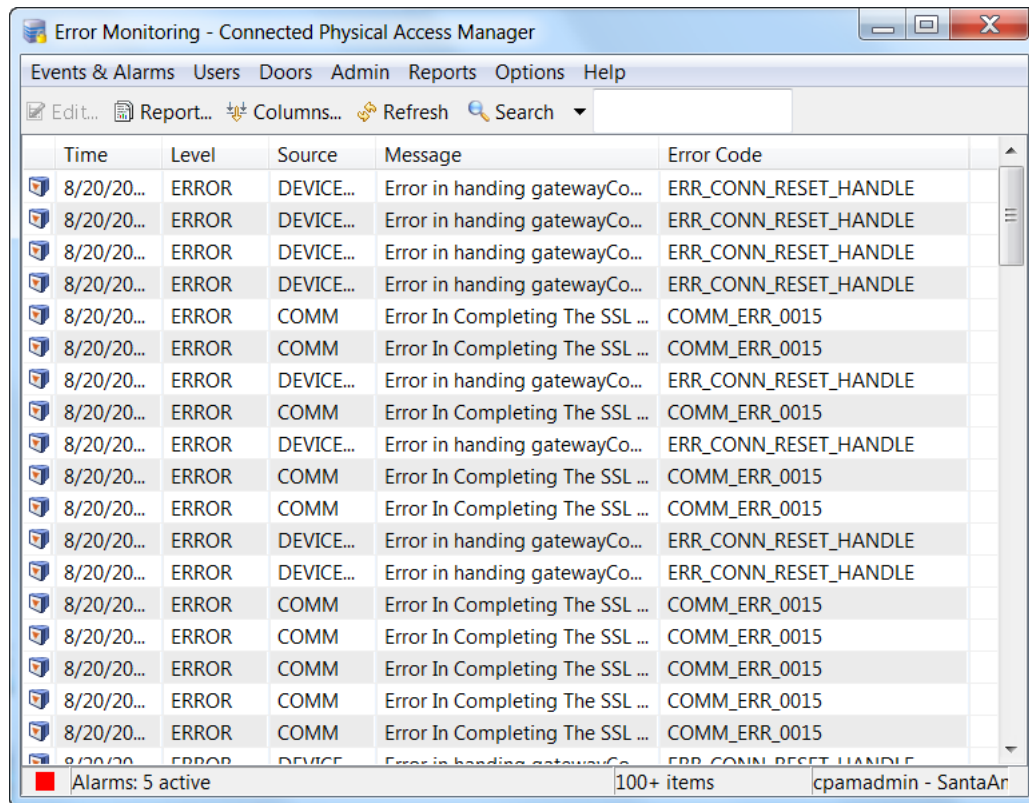 Error Monitoring - Connected Physical Access Manager
Events & Alarms Users Doors Admin Reports Options Help
Edit... Report... Columns... Refresh Search
Time Level Source Message Error Code
8/20/20... ERROR DEVICE... Error in handing gatewayCo... ERR_CONN_RESET_HANDLE
8/20/20... ERROR DEVICE... Error in handing gatewayCo... ERR_CONN_RESET_HANDLE
8/20/20... ERROR DEVICE... Error in handing gatewayCo... ERR_CONN_RESET_HANDLE
8/20/20... ERROR DEVICE... Error in handing gatewayCo... ERR_CONN_RESET_HANDLE
8/20/20... ERROR COMM Error In Completing The SSL ... COMM_ERR_0015
8/20/20... ERROR COMM Error In Completing The SSL ... COMM_ERR_0015
8/20/20... ERROR DEVICE... Error in handing gatewayCo... ERR_CONN_RESET_HANDLE
8/20/20... ERROR COMM Error In Completing The SSL ... COMM_ERR_0015
8/20/20... ERROR DEVICE... Error in handing gatewayCo... ERR_CONN_RESET_HANDLE
8/20/20... ERROR COMM Error In Completing The SSL ... COMM_ERR_0015
8/20/20... ERROR COMM Error In Completing The SSL ... COMM_ERR_0015
8/20/20... ERROR DEVICE... Error in handing gatewayCo... ERR_CONN_RESET_HANDLE
8/20/20... ERROR DEVICE... Error in handing gatewayCo... ERR_CONN_RESET_HANDLE
8/20/20... ERROR COMM Error In Completing The SSL ... COMM_ERR_0015
8/20/20... ERROR COMM Error In Completing The SSL ... COMM_ERR_0015
8/20/20... ERROR COMM Error In Completing The SSL ... COMM_ERR_0015
8/20/20... ERROR COMM Error In Completing The SSL ... COMM_ERR_0015
8/20/20... ERROR COMM Error In Completing The SSL ... COMM_ERR_0015
8/20/20... ERROR DEVICE... Error in handing gatewayCo... ERR_CONN_RESET_HANDLE
Alarms: 5 active 100+ items cpamadmin - SantaAn